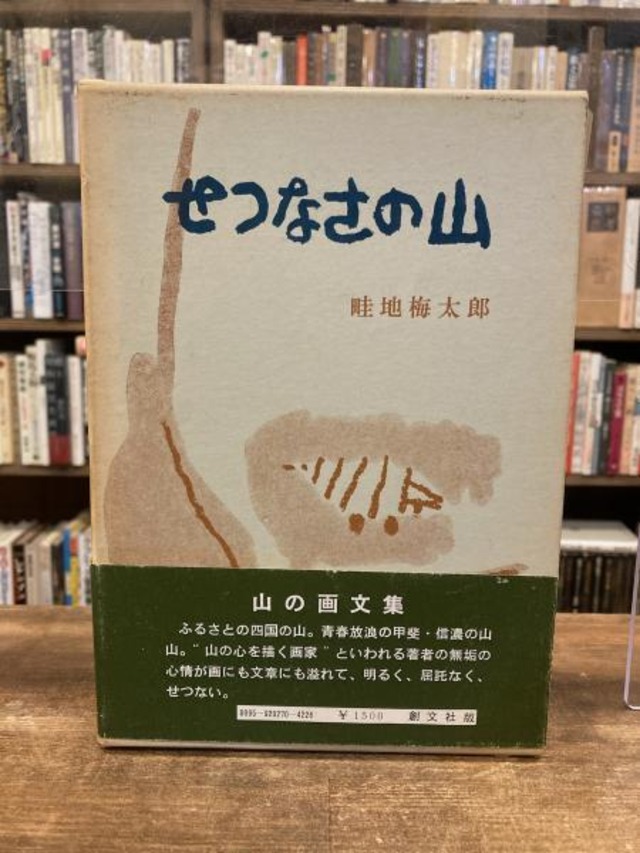 せつなさの山
畦地梅太郎
山の画文集
ふるさとの四国の山。青春放浪の甲斐・信濃の山
山。“山の心を描く画家”といわれる著者の無垢の
心情が画にも文章にも溢れて、明るく、屈託なく、
せつない。
¥1500 創文社版